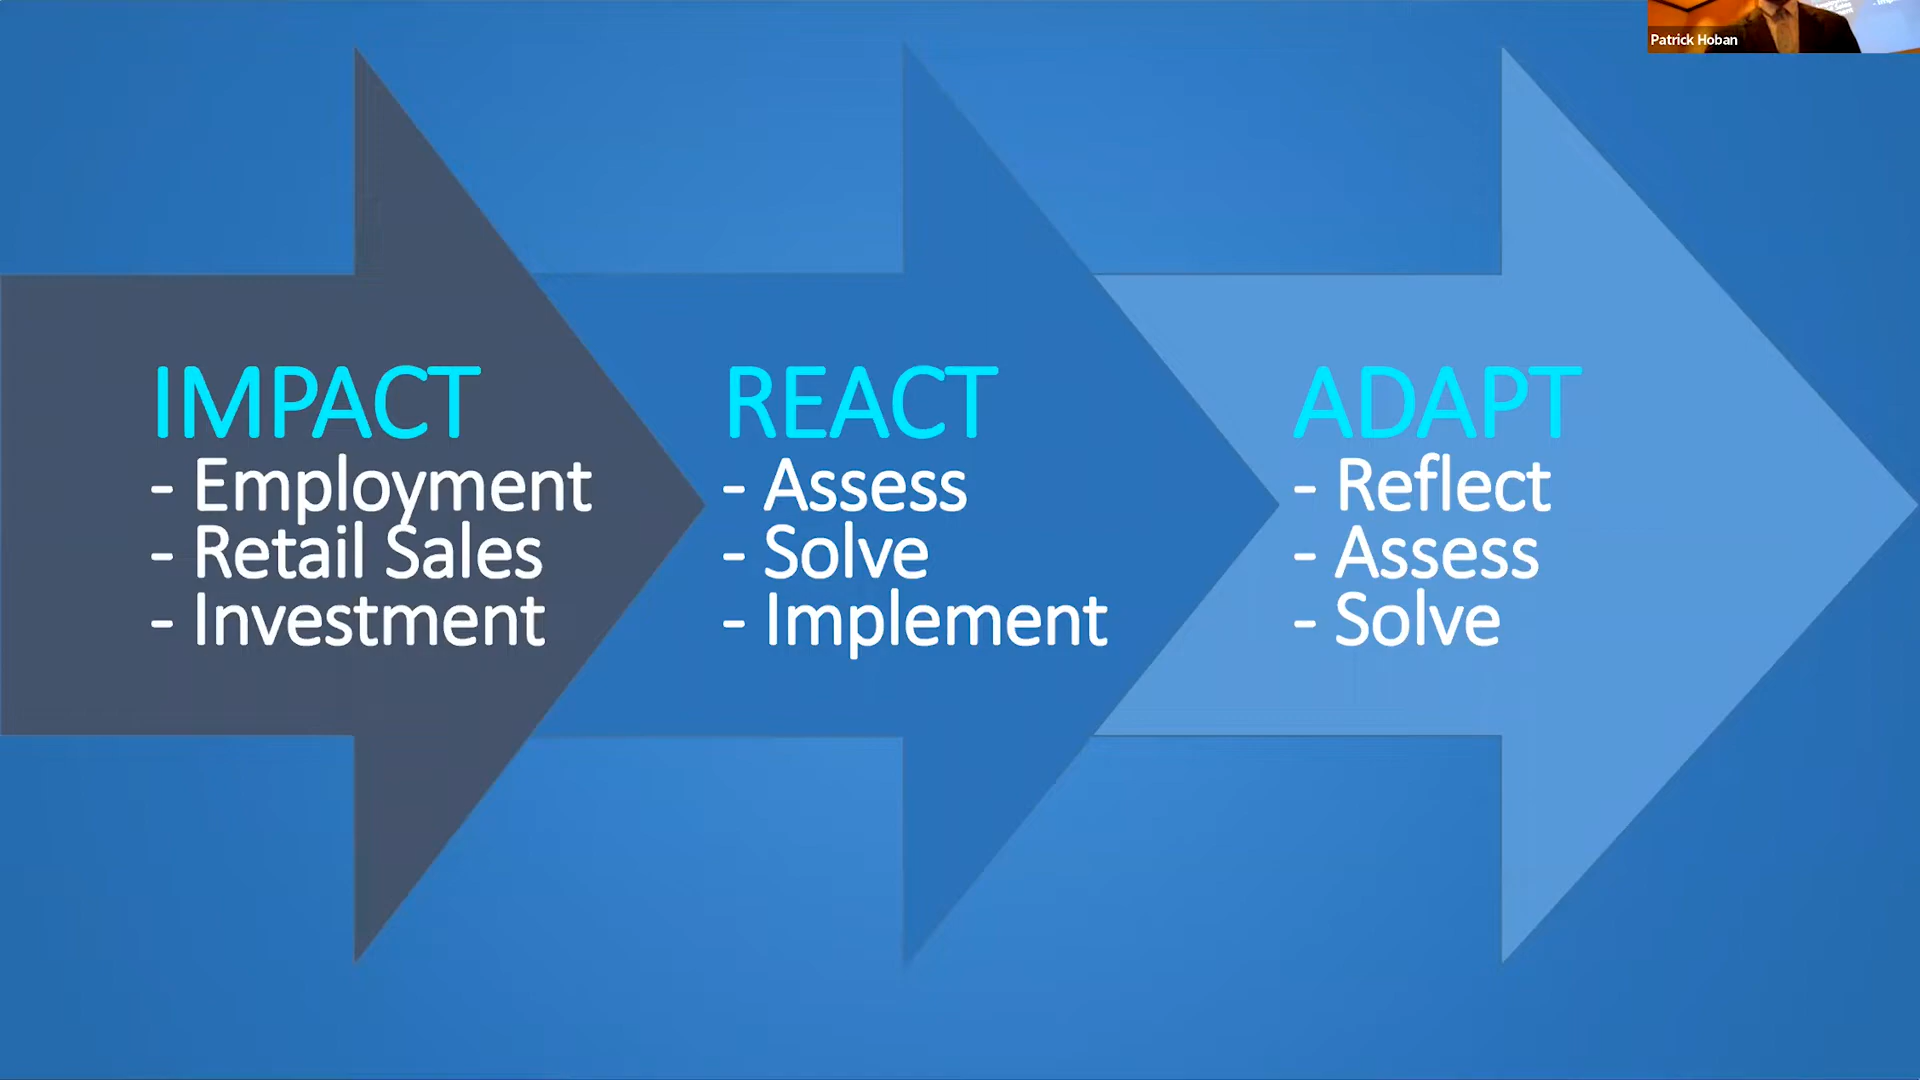 Patrick Hoban
IMPACT
- Employment
- Retail Sales
- Investment
REACT
- Assess
- Solve
- Implement
ADAPT
- Reflect
- Assess
- Solve